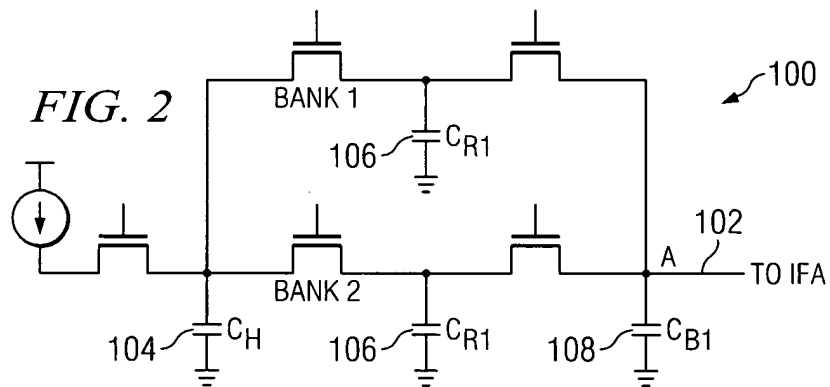 FIG. 2
100
BANK 1
106
C_R1
102
A
TO IFA
BANK 2
104
C_H
106
C_R1
108
C_B1